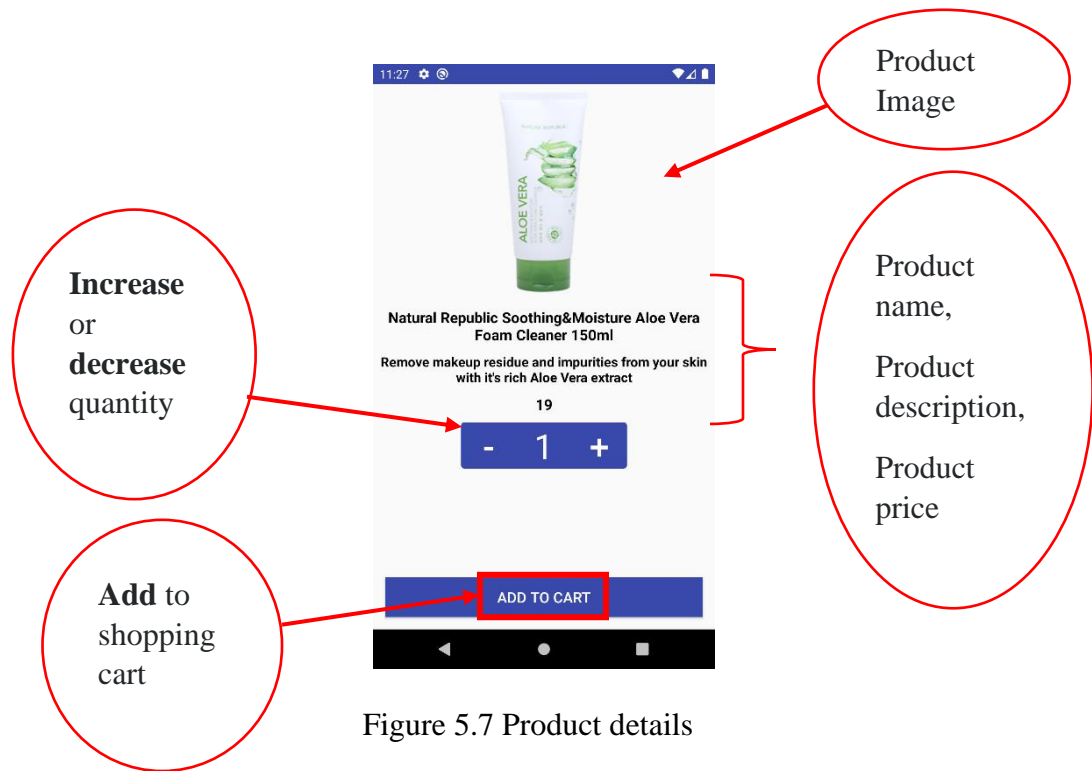 Product
Image
11:27
NATURE REPUBLIC
ALOE VERA
Increase
or
decrease
quantity
Natural Republic Soothing&Moisture Aloe Vera
Foam Cleaner 150ml
Remove makeup residue and impurities from your skin
with it's rich Aloe Vera extract
19
- 1 +
Product
name,
Product
description,
Product
price
Add to
shopping
cart
ADD TO CART
Figure 5.7 Product details